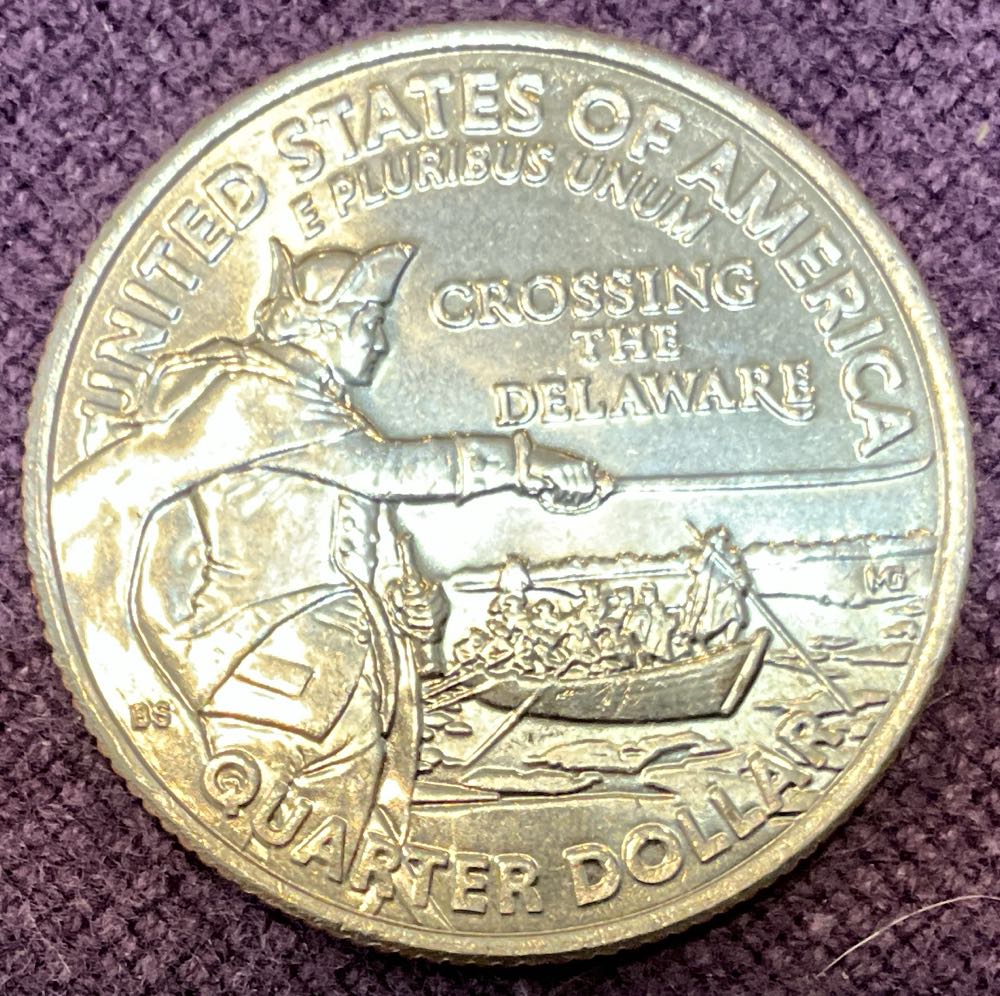 UNITED STATES OF AMERICA
E PLURIBUS UNUM
CROSSING
THE
DELAWARE
MG
BS
QUARTER DOLLAR